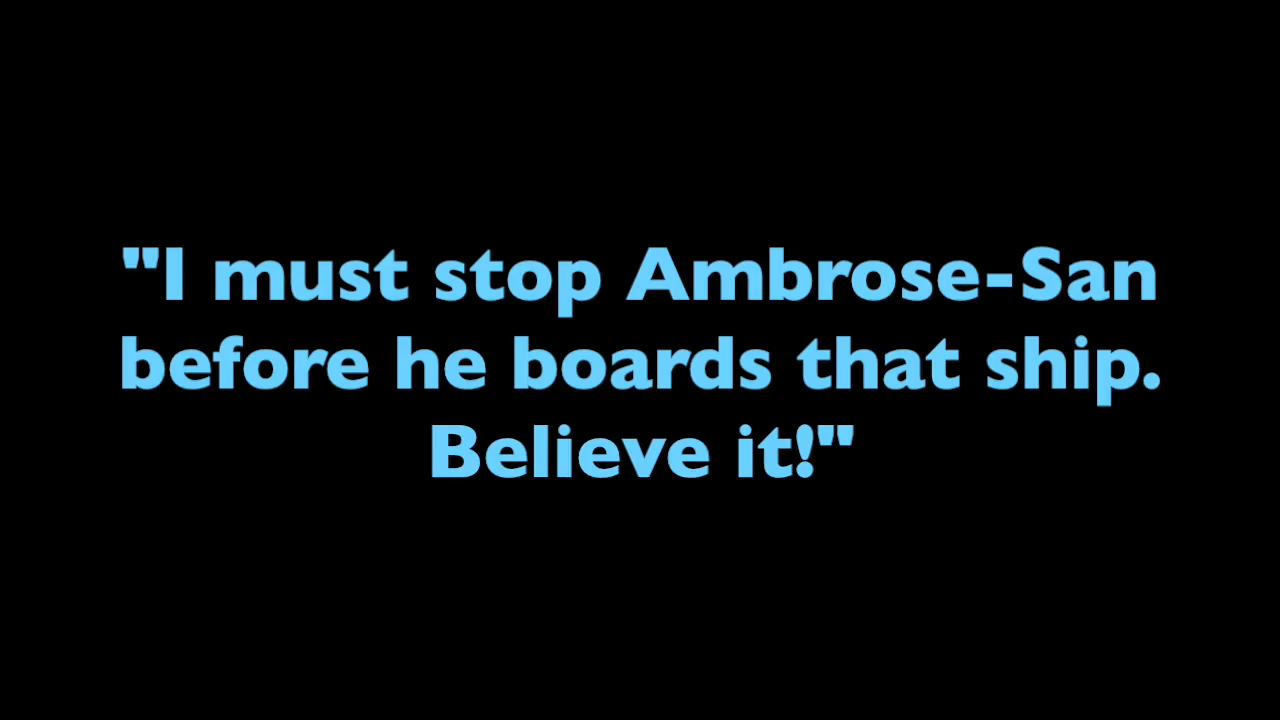 "I must stop Ambrose-San
before he boards that ship.
Believe it!"